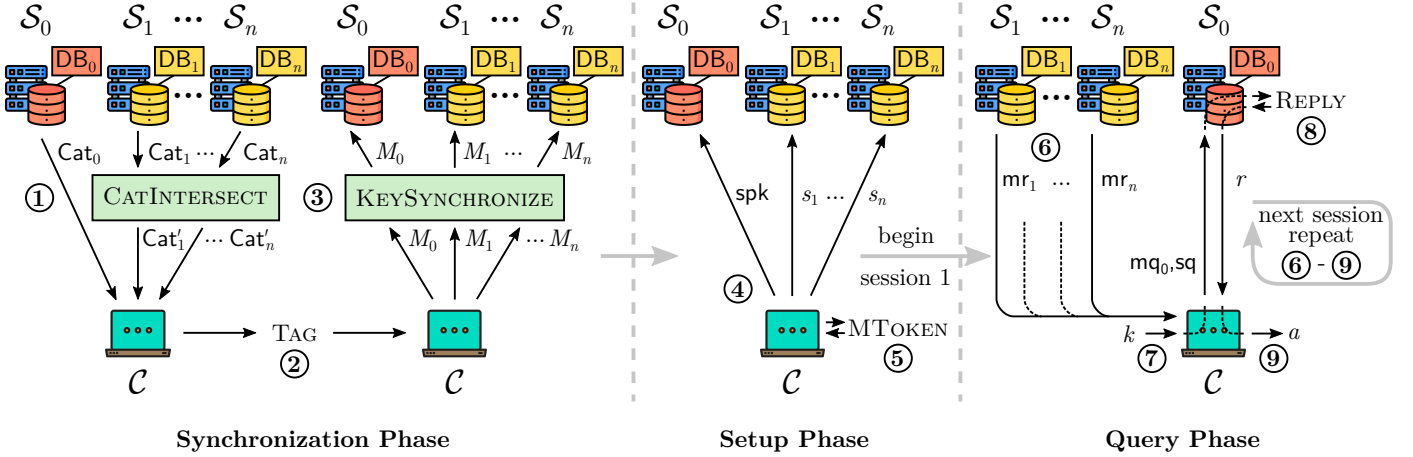 S₀ S₁ ... Sₙ S₀ S₁ ... Sₙ S₀ S₁ ... Sₙ S₁ ... Sₙ S₀
DB₀ DB₁ DBₙ DB₀ DB₁ DBₙ DB₀ DB₁ DBₙ DB₁ DBₙ DB₀
... ... ... ...
REPLY
⑧
Cat₀ Cat₁ ... Catₙ M₀ M₁ ... Mₙ
⑥
① CATINTERSECT ③ KEYSYNCHRONIZE
spk s₁ ... sₙ
mr₁ ... mrₙ r
Cat′₁ ... Cat′ₙ M₀ M₁ ... Mₙ
begin
session 1
next session
repeat
⑥ - ⑨
mq₀,sq
④
TAG
②
MTOKEN
⑤
k
⑦
a
⑨
C C C C
Synchronization Phase Setup Phase Query Phase